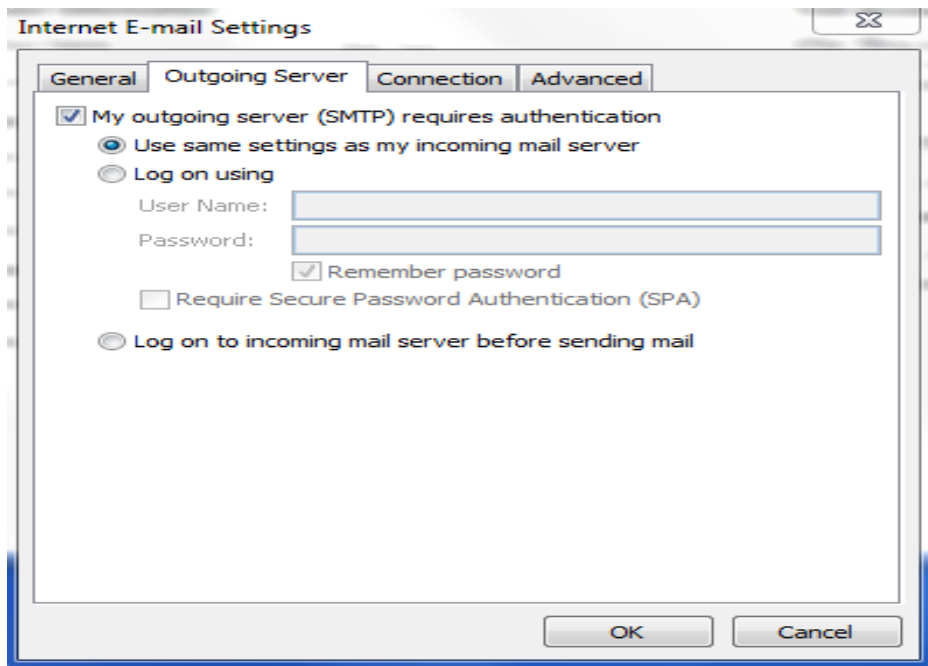 Internet E-mail Settings
General Outgoing Server Connection Advanced
My outgoing server (SMTP) requires authentication
Use same settings as my incoming mail server
Log on using
User Name:
Password:
Remember password
Require Secure Password Authentication (SPA)
Log on to incoming mail server before sending mail
OK Cancel